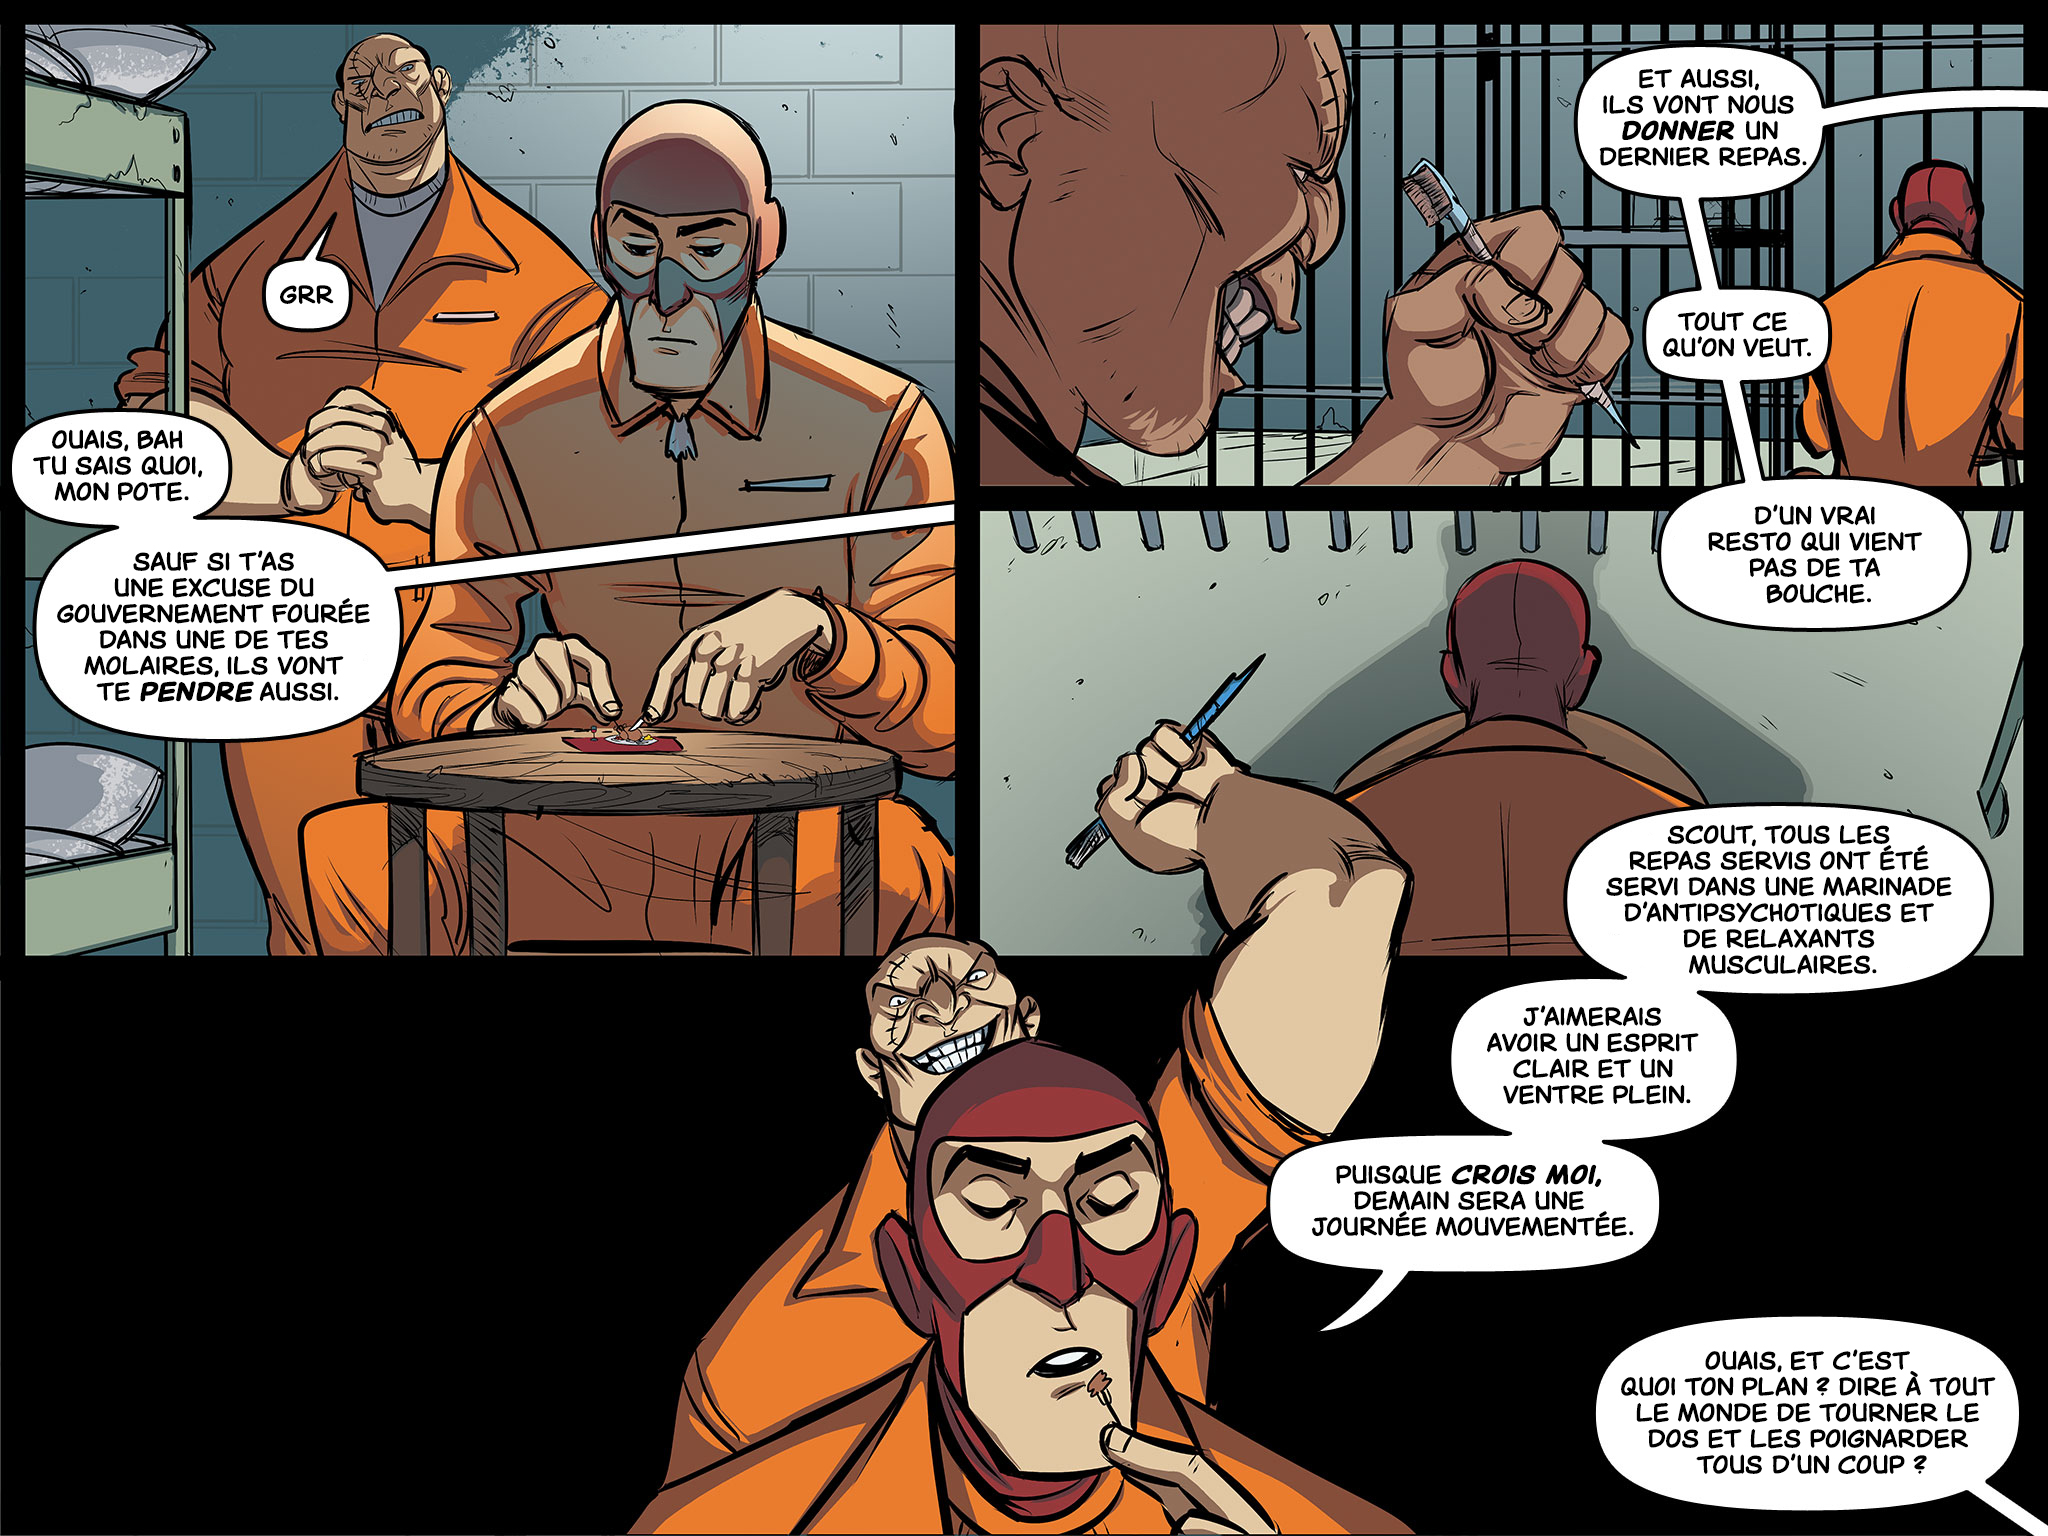 GRR
OUAIS, BAH
TU SAIS QUOI,
MON POTE.
SAUF SI T'AS
UNE EXCUSE DU
GOUVERNEMENT FOURÉE
DANS UNE DE TES
MOLAIRES, ILS VONT
TE PENDRE AUSSI.
ET AUSSI,
ILS VONT NOUS
DONNER UN
DERNIER REPAS.
TOUT CE
QU'ON VEUT.
D'UN VRAI
RESTO QUI VIENT
PAS DE TA
BOUCHE.
SCOUT, TOUS LES
REPAS SERVIS ONT ÉTÉ
SERVI DANS UNE MARINADE
D'ANTIPSYCHOTIQUES ET
DE RELAXANTS
MUSCULAIRES.
J'AIMERAIS
AVOIR UN ESPRIT
CLAIR ET UN
VENTRE PLEIN.
PUISQUE CROIS MOI,
DEMAIN SERA UNE
JOURNÉE MOUVEMENTÉE.
OUAIS, ET C'EST
QUOI TON PLAN ? DIRE À TOUT
LE MONDE DE TOURNER LE
DOS ET LES POIGNARDER
TOUS D'UN COUP ?